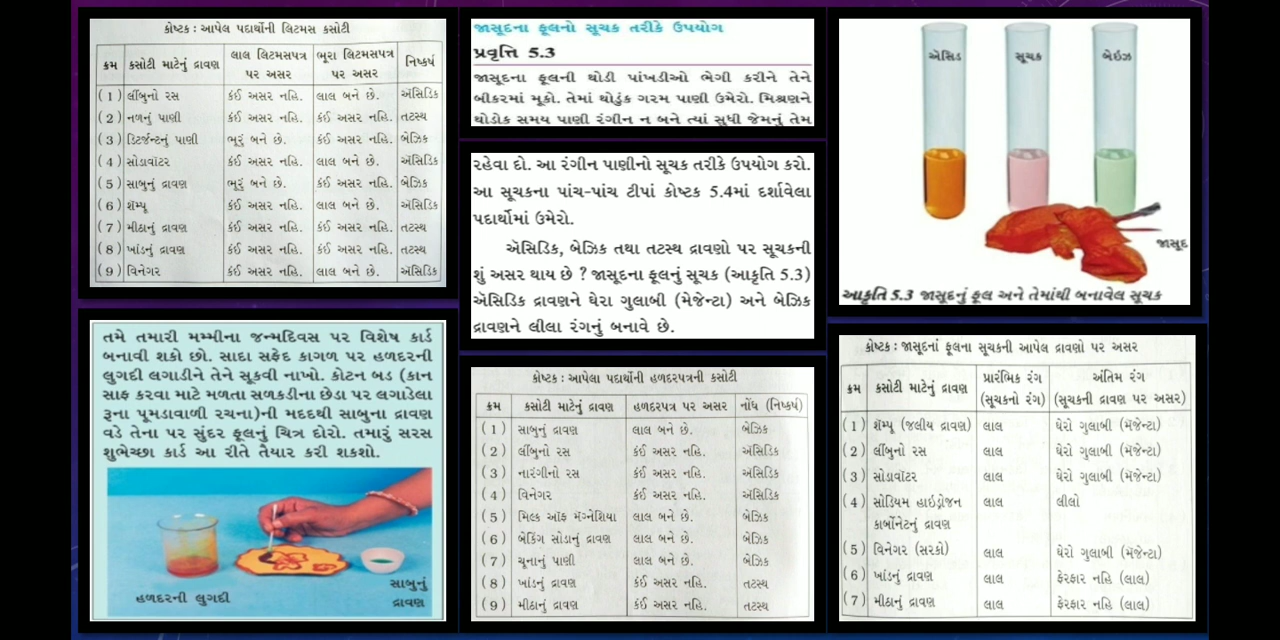 કોષ્ટક : આપેલ પદાર્થોની લિટમસ કસોટી
ક્રમ કસોટી માટેનું દ્રાવણ લાલ લિટમસપત્ર પર અસર ભૂરા લિટમસપત્ર પર અસર નિષ્કર્ષ
(1) લીંબુનો રસ કંઈ અસર નહિ. લાલ બને છે. ઍસિડિક
(2) નળનું પાણી કંઈ અસર નહિ. કંઈ અસર નહિ. તટસ્થ
(3) ડિટર્જન્ટનું પાણી ભૂરું બને છે. કંઈ અસર નહિ. બેઝિક
(4) સોડાવૉટર કંઈ અસર નહિ. લાલ બને છે. ઍસિડિક
(5) સાબુનું દ્રાવણ ભૂરું બને છે. કંઈ અસર નહિ. બેઝિક
(6) શૅમ્પૂ કંઈ અસર નહિ. લાલ બને છે. ઍસિડિક
(7) મીઠાનું દ્રાવણ કંઈ અસર નહિ. કંઈ અસર નહિ. તટસ્થ
(8) ખાંડનું દ્રાવણ કંઈ અસર નહિ. કંઈ અસર નહિ. તટસ્થ
(9) વિનેગર કંઈ અસર નહિ. લાલ બને છે. ઍસિડિક
તમે તમારી મમ્મીના જન્મદિવસ પર વિશેષ કાર્ડ
બનાવી શકો છો. સાદા સફેદ કાગળ પર હળદરની
લુગદી લગાડીને તેને સૂકવી નાખો. કોટન બડ (કાન
સાફ કરવા માટે મળતા સળકડીના છેડા પર લગાડેલા
રૂના પૂમડાવાળી રચના)ની મદદથી સાબુના દ્રાવણ
વડે તેના પર સુંદર ફૂલનું ચિત્ર દોરો. તમારું સરસ
શુભેચ્છા કાર્ડ આ રીતે તૈયાર કરી શકશો.
હળદરની લુગદી
સાબુનું
દ્રાવણ
જાસૂદના ફૂલનો સૂચક તરીકે ઉપયોગ
પ્રવૃત્તિ 5.3
જાસૂદના ફૂલની થોડી પાંખડીઓ ભેગી કરીને તેને
બીકરમાં મૂકો. તેમાં થોડુંક ગરમ પાણી ઉમેરો. મિશ્રણને
થોડોક સમય પાણી રંગીન ન બને ત્યાં સુધી જેમનું તેમ
રહેવા દો. આ રંગીન પાણીનો સૂચક તરીકે ઉપયોગ કરો.
આ સૂચકના પાંચ-પાંચ ટીપાં કોષ્ટક 5.4માં દર્શાવેલા
પદાર્થોમાં ઉમેરો.
ઍસિડિક, બેઝિક તથા તટસ્થ દ્રાવણો પર સૂચકની
શું અસર થાય છે ? જાસૂદના ફૂલનું સૂચક (આકૃતિ 5.3)
ઍસિડિક દ્રાવણને ઘેરા ગુલાબી (મેજેન્ટા) અને બેઝિક
દ્રાવણને લીલા રંગનું બનાવે છે.
કોષ્ટક : આપેલા પદાર્થોની હળદરપત્રની કસોટી
ક્રમ કસોટી માટેનું દ્રાવણ હળદરપત્ર પર અસર નોંધ (નિષ્કર્ષ)
(1) સાબુનું દ્રાવણ લાલ બને છે. બેઝિક
(2) લીંબુનો રસ કંઈ અસર નહિ. ઍસિડિક
(3) નારંગીનો રસ કંઈ અસર નહિ. ઍસિડિક
(4) વિનેગર કંઈ અસર નહિ. ઍસિડિક
(5) મિલ્ક ઑફ મૅગ્નેશિયા લાલ બને છે. બેઝિક
(6) બેકિંગ સોડાનું દ્રાવણ લાલ બને છે. બેઝિક
(7) ચૂનાનું પાણી લાલ બને છે. બેઝિક
(8) ખાંડનું દ્રાવણ કંઈ અસર નહિ. તટસ્થ
(9) મીઠાનું દ્રાવણ કંઈ અસર નહિ. તટસ્થ
ઍસિડ સૂચક બેઇઝ
જાસૂદ
આકૃતિ 5.3 જાસૂદનું ફૂલ અને તેમાંથી બનાવેલ સૂચક
કોષ્ટક : જાસૂદનાં ફૂલના સૂચકની આપેલ દ્રાવણો પર અસર
ક્રમ કસોટી માટેનું દ્રાવણ પ્રારંભિક રંગ (સૂચકનો રંગ) અંતિમ રંગ (સૂચકની દ્રાવણ પર અસર)
(1) શૅમ્પૂ (જલીય દ્રાવણ) લાલ ઘેરો ગુલાબી (મૅજેન્ટા)
(2) લીંબુનો રસ લાલ ઘેરો ગુલાબી (મૅજેન્ટા)
(3) સોડાવૉટર લાલ ઘેરો ગુલાબી (મૅજેન્ટા)
(4) સોડિયમ હાઇડ્રોજન લાલ લીલો
કાર્બોનેટનું દ્રાવણ
(5) વિનેગર (સરકો) લાલ ઘેરો ગુલાબી (મૅજેન્ટા)
(6) ખાંડનું દ્રાવણ લાલ ફેરફાર નહિ (લાલ)
(7) મીઠાનું દ્રાવણ લાલ ફેરફાર નહિ (લાલ)